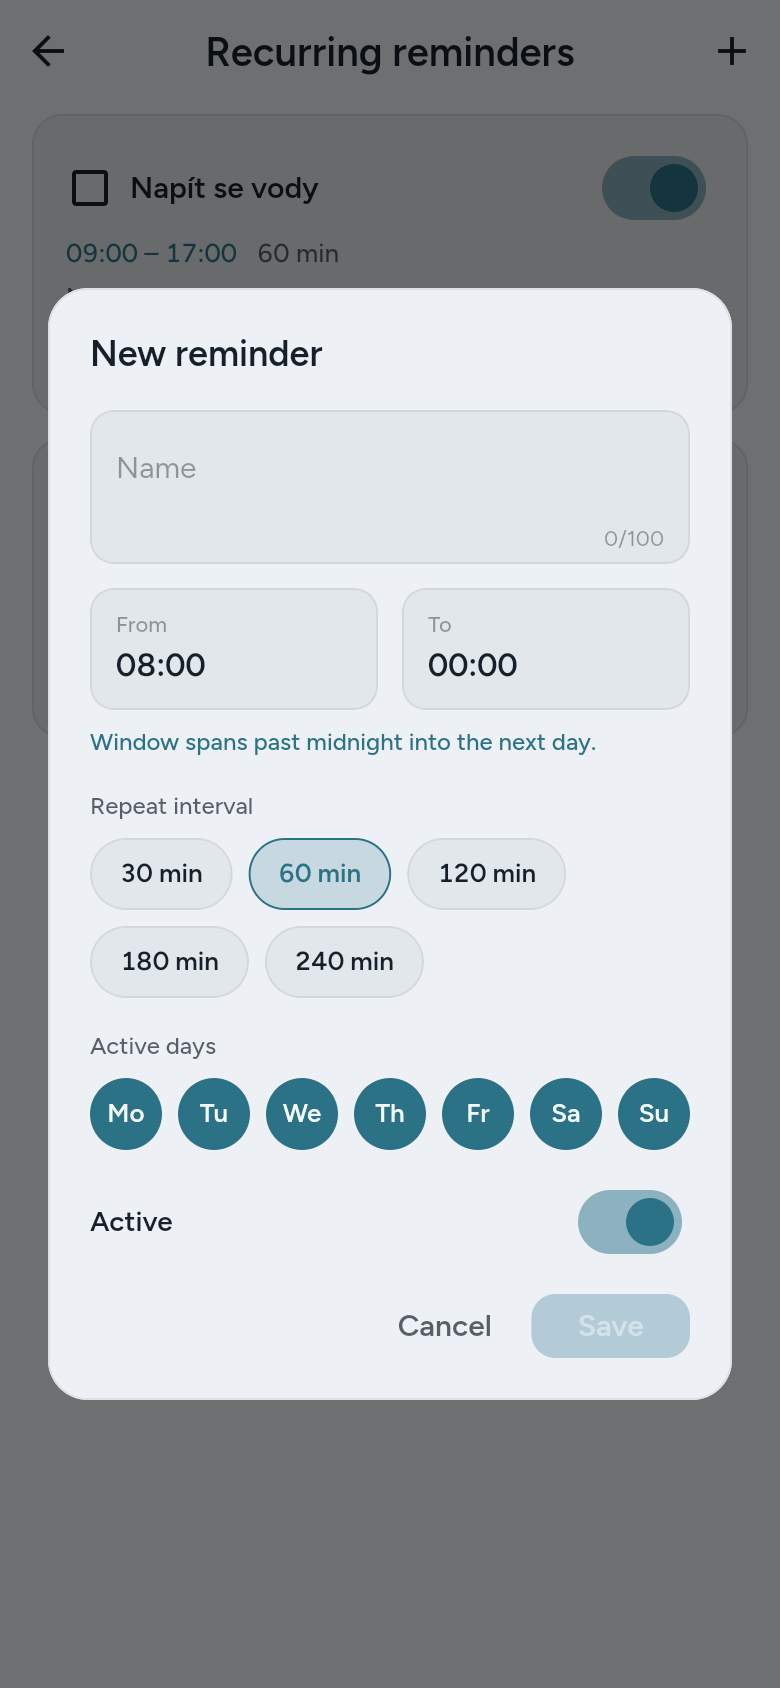 Recurring reminders
Napít se vody
09:00 – 17:00 60 min
New reminder
Name
0/100
From To
08:00 00:00
Window spans past midnight into the next day.
Repeat interval
30 min 60 min 120 min
180 min 240 min
Active days
Mo Tu We Th Fr Sa Su
Active
Cancel Save